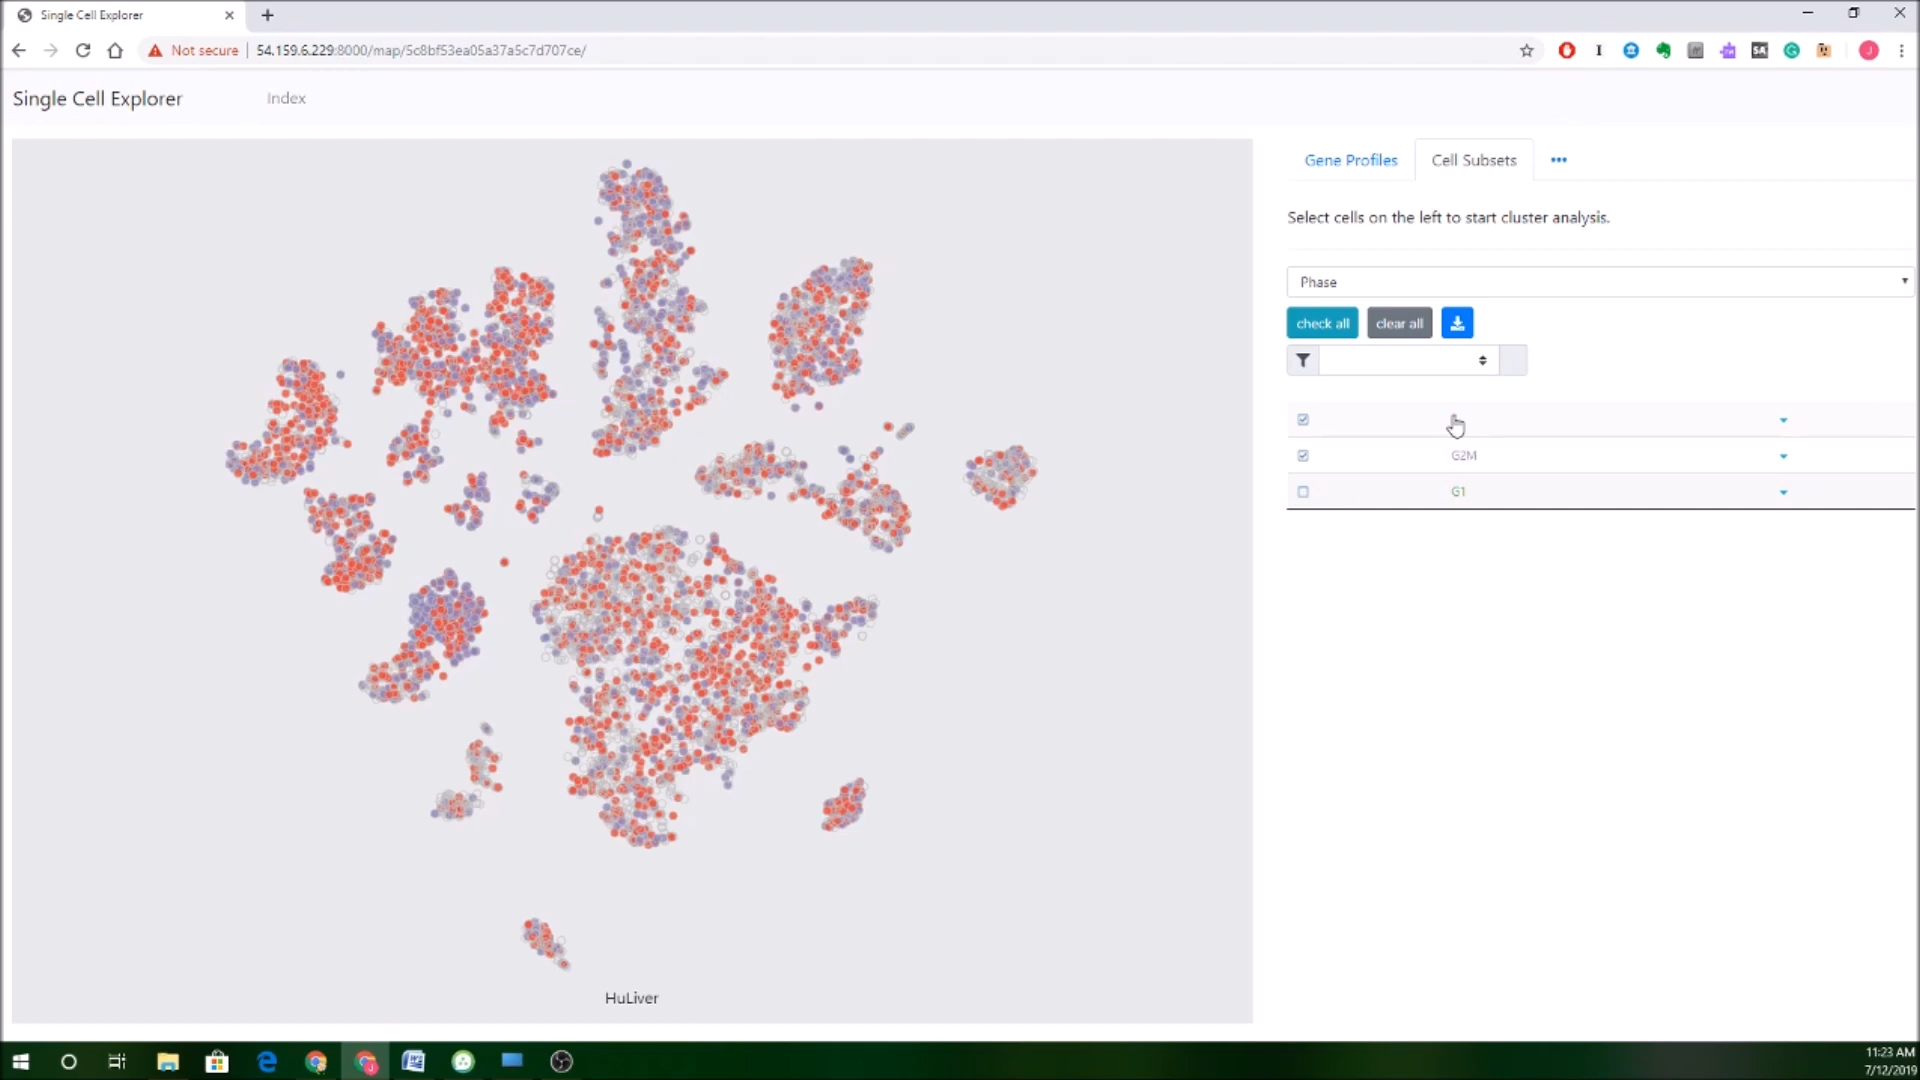 Single Cell Explorer
Not secure | 54.159.6.229:8000/map/5c8bf53ea05a37a5c7d707ce/
Single Cell Explorer
Index
Gene Profiles
Cell Subsets
Select cells on the left to start cluster analysis.
Phase
check all
clear all
G2M
G1
HuLiver
11:23 AM
7/12/2019